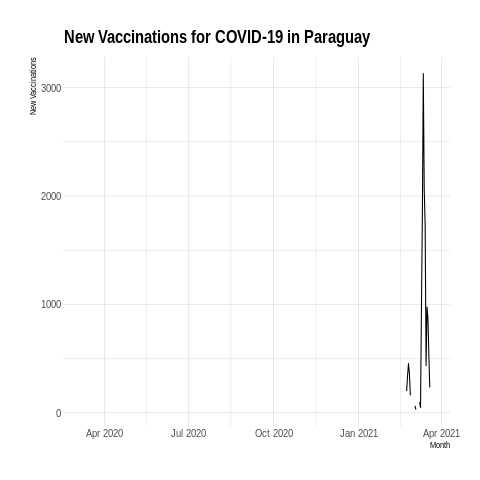 New Vaccinations for COVID-19 in Paraguay
New Vaccinations
3000
2000
1000
0
Apr 2020
Jul 2020
Oct 2020
Jan 2021
Apr 2021
Month